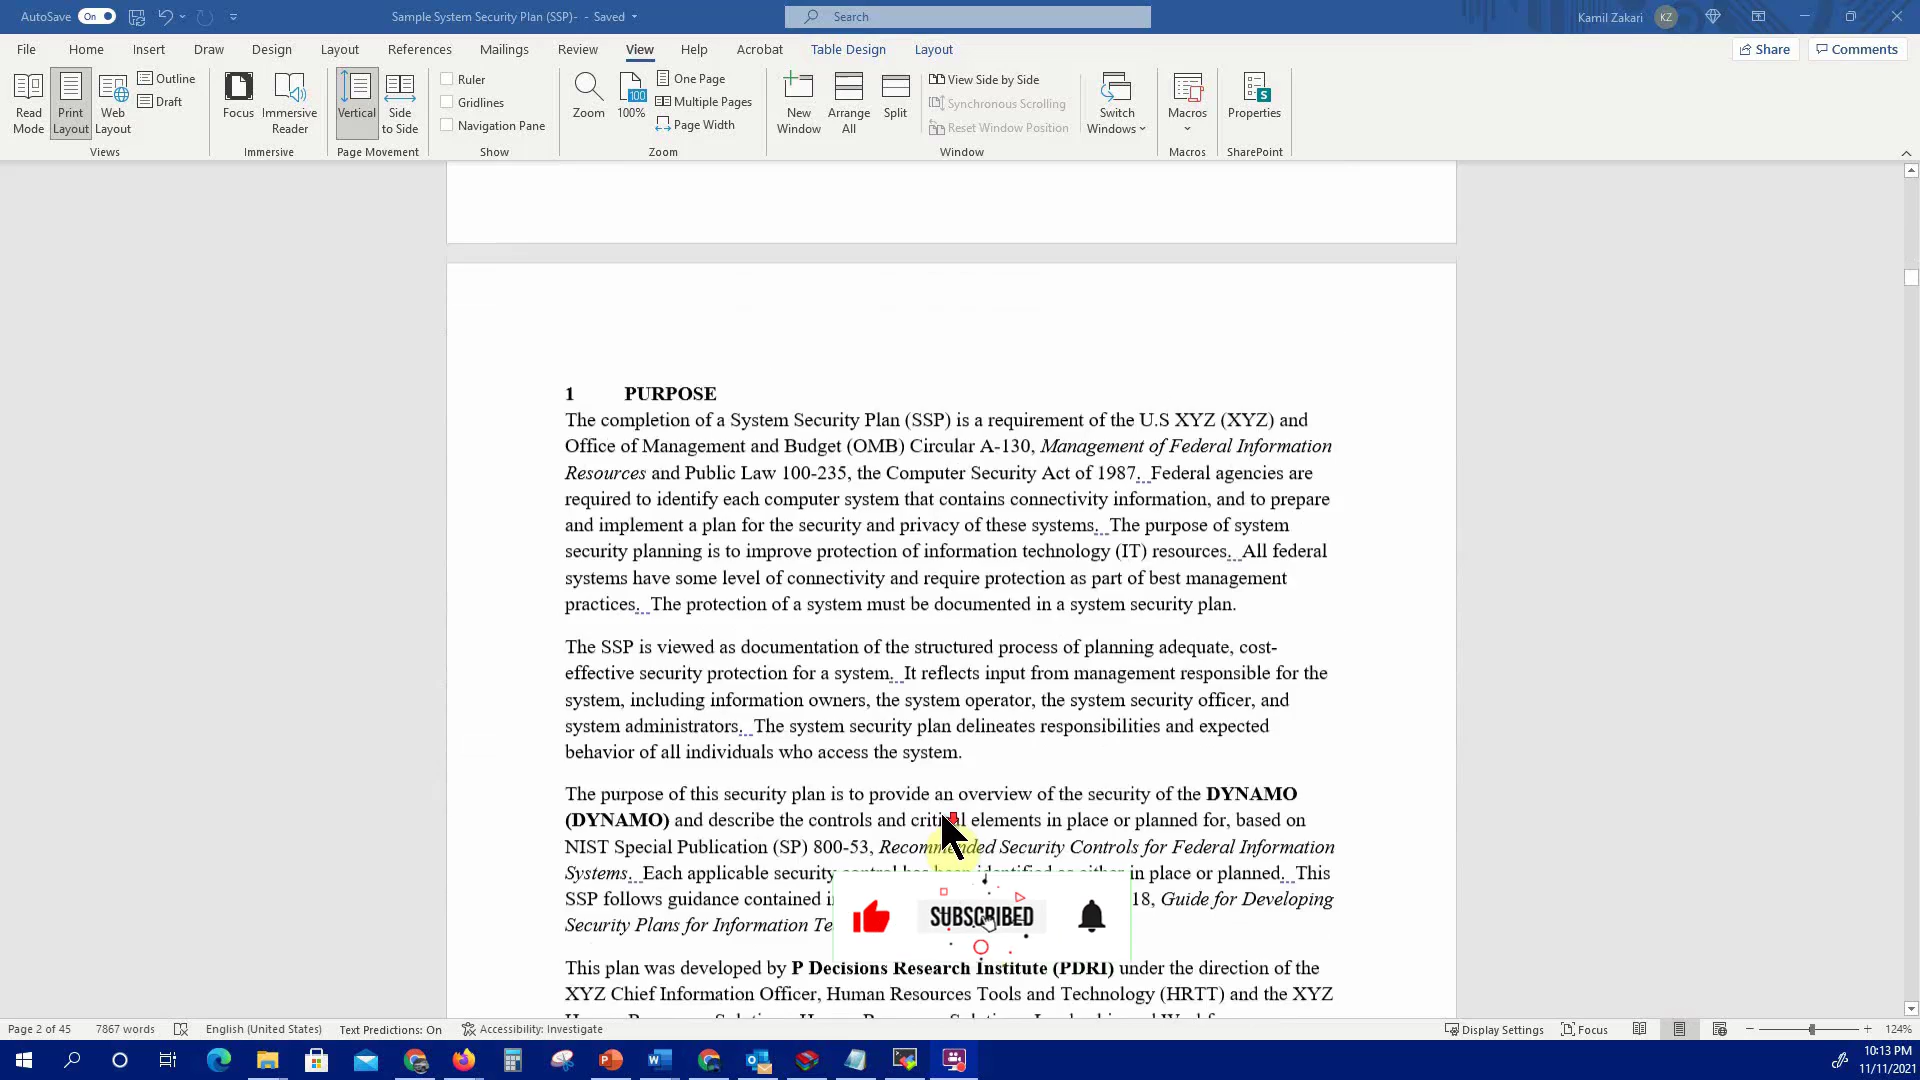 AutoSave On Sample System Security Plan (SSP)- - Saved Search Kamil Zakari KZ
File Home Insert Draw Design Layout References Mailings Review View Help Acrobat Table Design Layout Share Comments
Read Mode Print Layout Web Layout Outline Draft
Views
Focus Immersive Reader
Immersive
Vertical Side to Side
Page Movement
Ruler
Gridlines
Navigation Pane
Show
Zoom 100 100% One Page Multiple Pages Page Width
Zoom
New Window Arrange All Split View Side by Side Synchronous Scrolling Reset Window Position Switch Windows
Window
Macros
Macros
S
Properties
SharePoint
1 PURPOSE
The completion of a System Security Plan (SSP) is a requirement of the U.S XYZ (XYZ) and
Office of Management and Budget (OMB) Circular A-130, Management of Federal Information
Resources and Public Law 100-235, the Computer Security Act of 1987. Federal agencies are
required to identify each computer system that contains connectivity information, and to prepare
and implement a plan for the security and privacy of these systems. The purpose of system
security planning is to improve protection of information technology (IT) resources. All federal
systems have some level of connectivity and require protection as part of best management
practices. The protection of a system must be documented in a system security plan.
The SSP is viewed as documentation of the structured process of planning adequate, cost-
effective security protection for a system. It reflects input from management responsible for the
system, including information owners, the system operator, the system security officer, and
system administrators. The system security plan delineates responsibilities and expected
behavior of all individuals who access the system.
The purpose of this security plan is to provide an overview of the security of the DYNAMO
(DYNAMO) and describe the controls and critical elements in place or planned for, based on
NIST Special Publication (SP) 800-53, Recommended Security Controls for Federal Information
Systems. Each applicable security control has been identified as either in place or planned. This
SSP follows guidance contained 18, Guide for Developing
Security Plans for Information
SUBSCRIBED
This plan was developed by P Decisions Research Institute (PDRI) under the direction of the
XYZ Chief Information Officer, Human Resources Tools and Technology (HRTT) and the XYZ
Page 2 of 45 7867 words English (United States) Text Predictions: On Accessibility: Investigate Display Settings Focus 124%
10:13 PM
11/11/2021